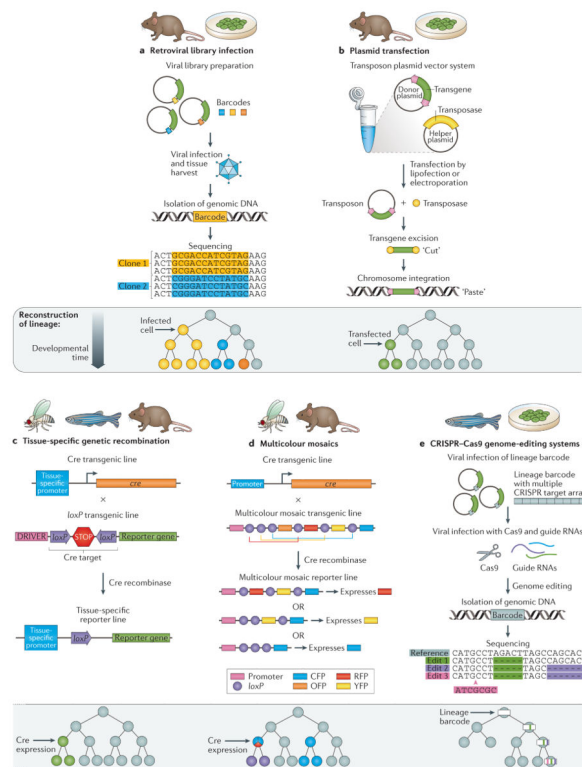 a Retroviral library infection
Viral library preparation
Barcodes
Viral infection
and tissue
harvest
Isolation of genomic DNA
Barcode
Sequencing
Clone 1
Clone 2
ACTGCGACCATCGTAGAAG
ACTGCGACCATCGTAGAAG
ACTGCGACCATCGTAGAAG
ACTCGGGATCCTATGCAAG
ACTCGGGATCCTATGCAAG
ACTCGGGATCCTATGCAAG
b Plasmid transfection
Transposon plasmid vector system
Donor
plasmid
Transgene
Transposase
Helper
plasmid
Transfection by
lipofection or
electroporation
Transposon
+
Transposase
Transgene excision
'Cut'
Chromosome integration
'Paste'
Reconstruction
of lineage:
Developmental
time
Infected
cell
Transfected
cell
c Tissue-specific genetic recombination
Cre transgenic line
Tissue-
specific
promoter
cre
×
loxP transgenic line
DRIVER
loxP
STOP
loxP
Reporter gene
Cre target
Cre recombinase
Tissue-specific
reporter line
Tissue-
specific
promoter
loxP
Reporter gene
d Multicolour mosaics
Cre transgenic line
Promoter
cre
×
Multicolour mosaic transgenic line
Cre recombinase
Multicolour mosaic reporter line
Expresses
OR
Expresses
OR
Expresses
Promoter
loxP
CFP
OFP
RFP
YFP
e CRISPR–Cas9 genome-editing systems
Viral infection of lineage barcode
Lineage barcode
with multiple
CRISPR target arra
Viral infection with Cas9 and guide RNAs
Cas9
Guide RNAs
Genome editing
Isolation of genomic DNA
Barcode
Sequencing
Reference CATGCCTAGACTTAGCCAGCAC
Edit 1 CATGCCT-----TAGCCAGCAC
Edit 2 CATGCCT-----TAGC------
Edit 3 CATGCCT-----TAGC------
ATCGCGC
Cre
expression
Cre
expression
Lineage
barcode